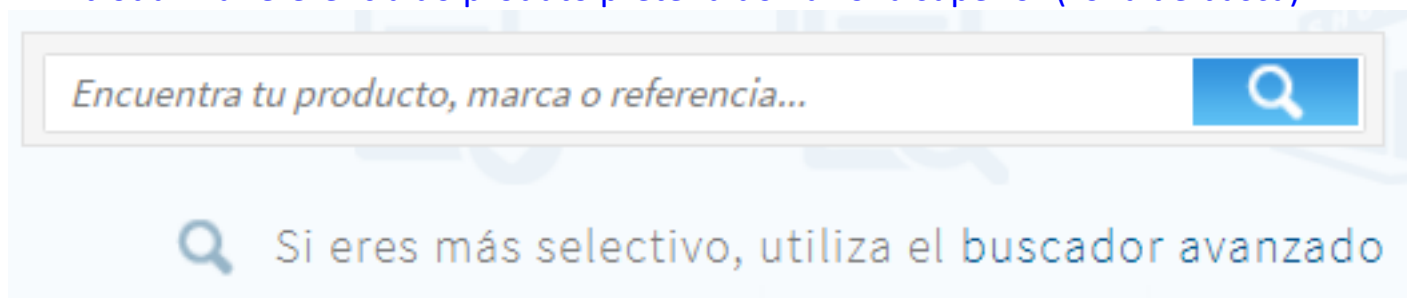 Encuentra tu producto, marca o referencia...
Si eres más selectivo, utiliza el buscador avanzado